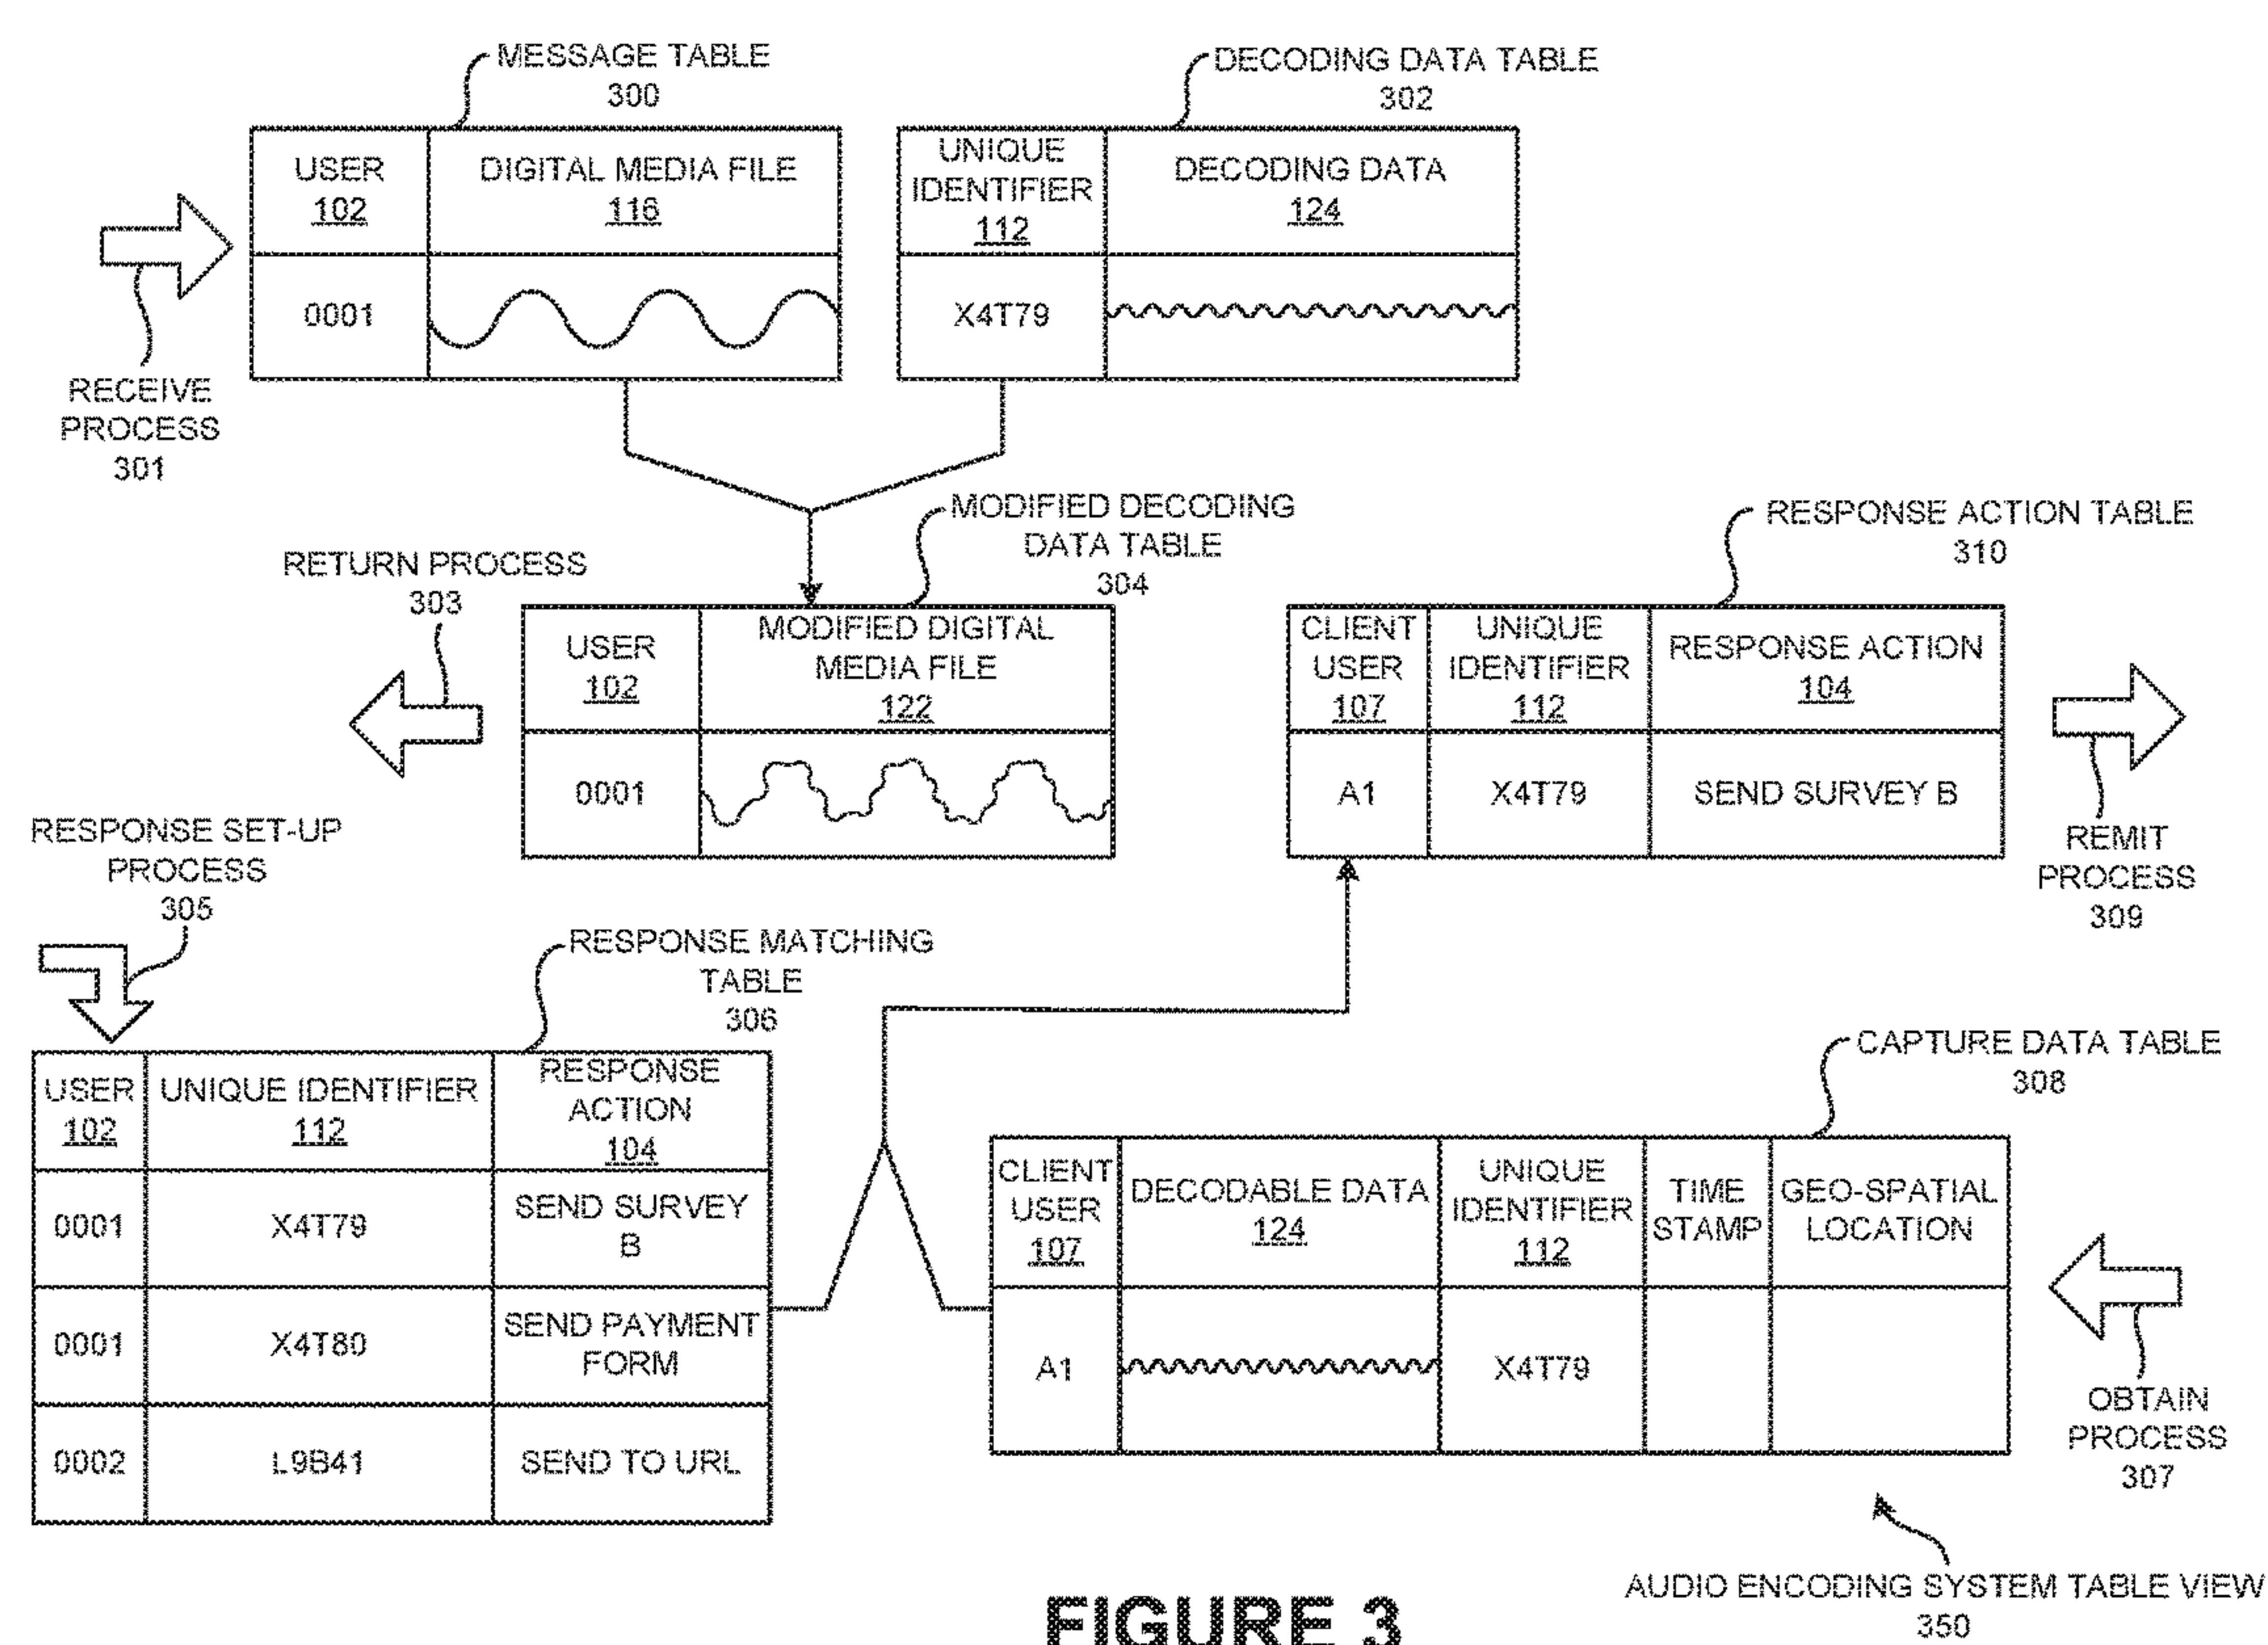 MESSAGE TABLE
300
DECODING DATA TABLE
302
USER
102
DIGITAL MEDIA FILE
116
UNIQUE
IDENTIFIER
112
DECODING DATA
124
0001
X4T79
RECEIVE
PROCESS
301
MODIFIED DECODING
DATA TABLE
304
RESPONSE ACTION TABLE
310
RETURN PROCESS
303
USER
102
MODIFIED DIGITAL
MEDIA FILE
122
CLIENT
USER
107
UNIQUE
IDENTIFIER
112
RESPONSE ACTION
104
0001
A1
X4T79
SEND SURVEY B
REMIT
PROCESS
309
RESPONSE SET-UP
PROCESS
305
RESPONSE MATCHING
TABLE
306
CAPTURE DATA TABLE
308
USER
102
UNIQUE IDENTIFIER
112
RESPONSE
ACTION
104
0001
X4T79
SEND SURVEY
B
0001
X4T80
SEND PAYMENT
FORM
0002
L9B41
SEND TO URL
CLIENT
USER
107
DECODABLE DATA
124
UNIQUE
IDENTIFIER
112
TIME
STAMP
GEO-SPATIAL
LOCATION
A1
X4T79
OBTAIN
PROCESS
307
AUDIO ENCODING SYSTEM TABLE VIEW
350
FIGURE 3